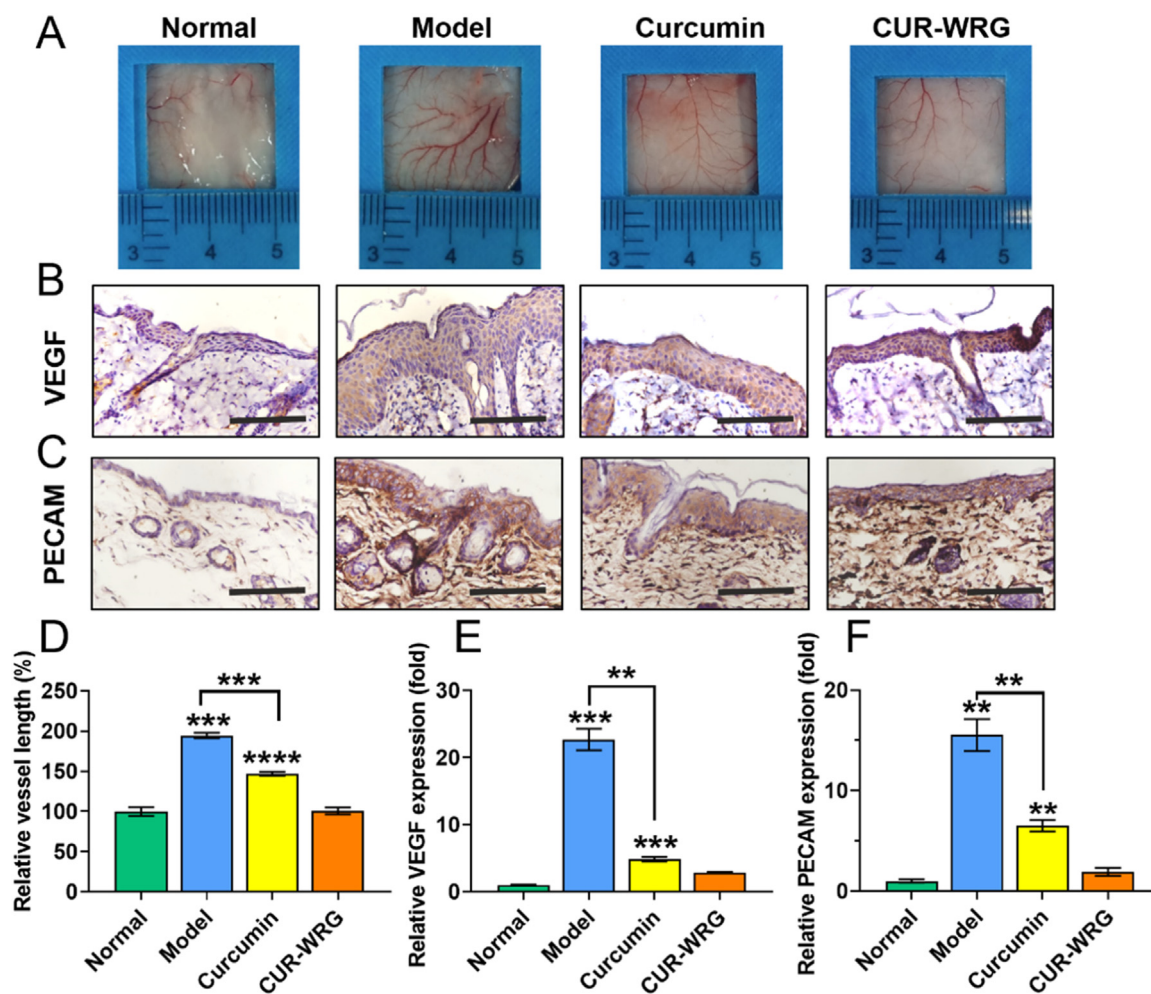 A
Normal
Model
Curcumin
CUR-WRG
3 4 5
3 4 5
3 4 5
3 4 5
B
VEGF
C
PECAM
D
Relative vessel length (%)
250
200
150
100
50
0
***
***
****
Normal
Model
Curcumin
CUR-WRG
E
Relative VEGF expression (fold)
30
20
10
0
**
***
***
Normal
Model
Curcumin
CUR-WRG
F
Relative PECAM expression (fold)
20
10
0
**
**
**
Normal
Model
Curcumin
CUR-WRG